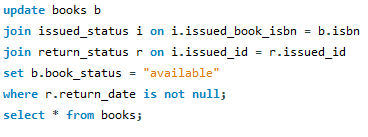 update books b
join issued_status i on i.issued_book_isbn = b.isbn
join return_status r on i.issued_id = r.issued_id
set b.book_status = "available"
where r.return_date is not null;
select * from books;